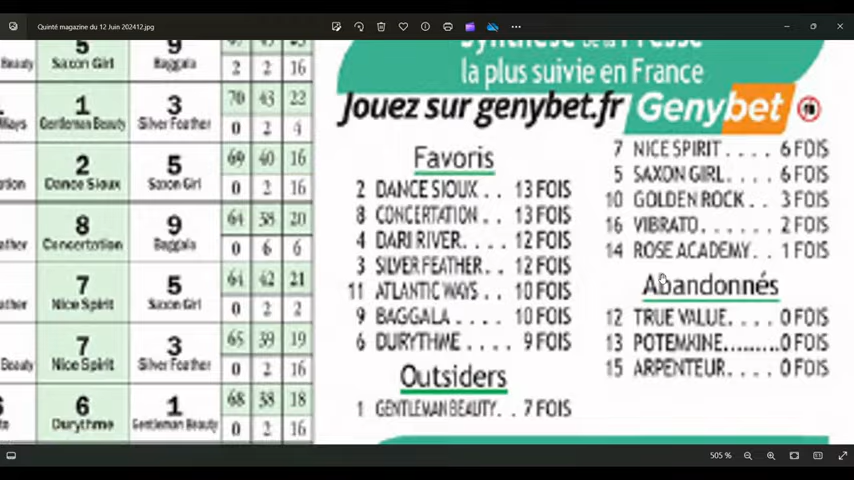 Quinté magazine du 12 Juin 202412.jpg
5 9
Beauty Saxon Girl Baggala 2 2 16
1 3 70 43 22
Ways Gentleman Beauty Silver Feather 0 2 4
2 5 69 40 16
Dance Sioux Saxon Girl 0 2 16
8 9 64 38 20
Concertation Baggala 0 6 6
7 5 64 42 21
Nice Spirit Saxon Girl 0 2 2
7 3 65 39 19
Beauty Nice Spirit Silver Feather 0 2 16
6 1 68 38 18
Durythme Gentleman Beauty 0 2 16
Synthèse de la Presse
la plus suivie en France
Jouez sur genybet.fr Genybet
Favoris
2 DANCE SIOUX . . 13 FOIS
8 CONCERTATION . 13 FOIS
4 DARI RIVER. . . . 12 FOIS
3 SILVER FEATHER. . 12 FOIS
11 ATLANTIC WAYS . . 10 FOIS
9 BAGGALA . . . . 10 FOIS
6 DURYTHME . . . . 9 FOIS
Outsiders
1 GENTLEMAN BEAUTY. . 7 FOIS
7 NICE SPIRIT . . . . 6 FOIS
5 SAXON GIRL. . . . 6 FOIS
10 GOLDEN ROCK . . 3 FOIS
16 VIBRATO. . . . . 2 FOIS
14 ROSE ACADEMY. . 1 FOIS
Abandonnés
12 TRUE VALUE. . . . 0 FOIS
13 POTEMKINE.........0 FOIS
15 ARPENTEUR. . . . 0 FOIS
505 %